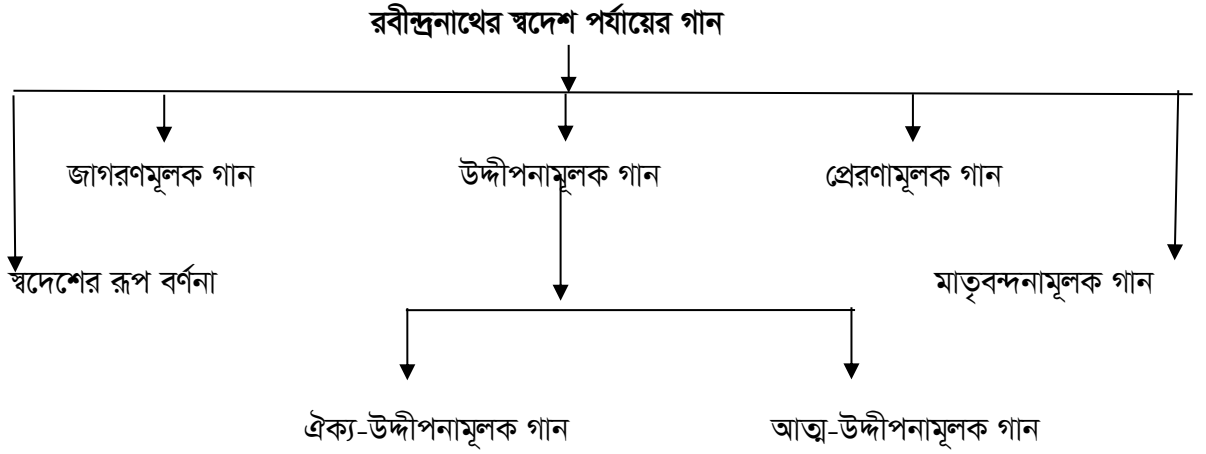 রবীন্দ্রনাথের স্বদেশ পর্যায়ের গান
জাগরণমূলক গান উদ্দীপনামূলক গান প্রেরণামূলক গান
স্বদেশের রূপ বর্ণনা মাতৃবন্দনামূলক গান
ঐক্য-উদ্দীপনামূলক গান আত্ম-উদ্দীপনামূলক গান